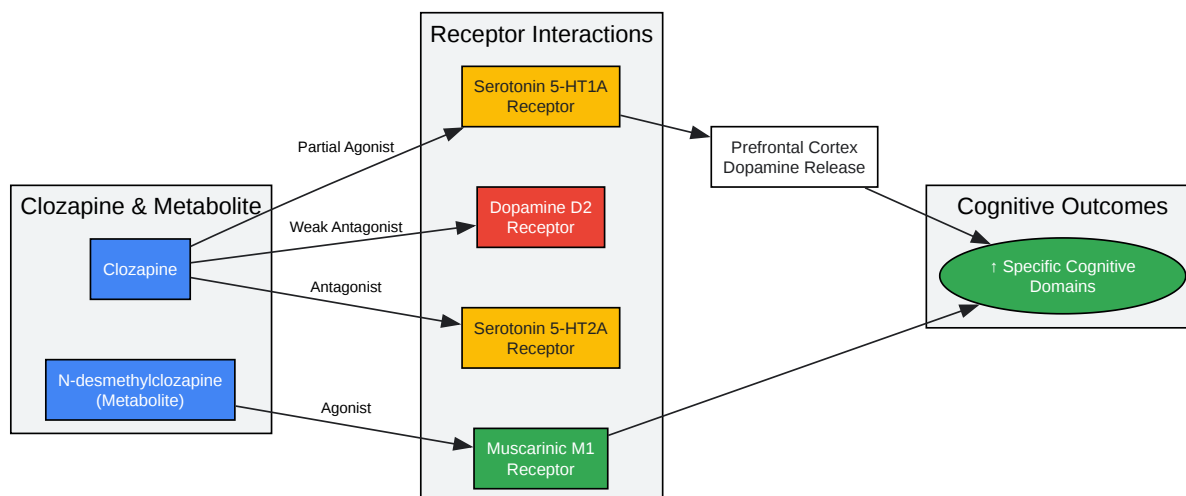 Receptor Interactions
Serotonin 5-HT1A
Receptor
Partial Agonist
Prefrontal Cortex
Dopamine Release
Clozapine & Metabolite
Dopamine D2
Receptor
Cognitive Outcomes
Weak Antagonist
Clozapine
↑ Specific Cognitive
Domains
Antagonist
Serotonin 5-HT2A
Receptor
N-desmethylclozapine
(Metabolite)
Agonist
Muscarinic M1
Receptor